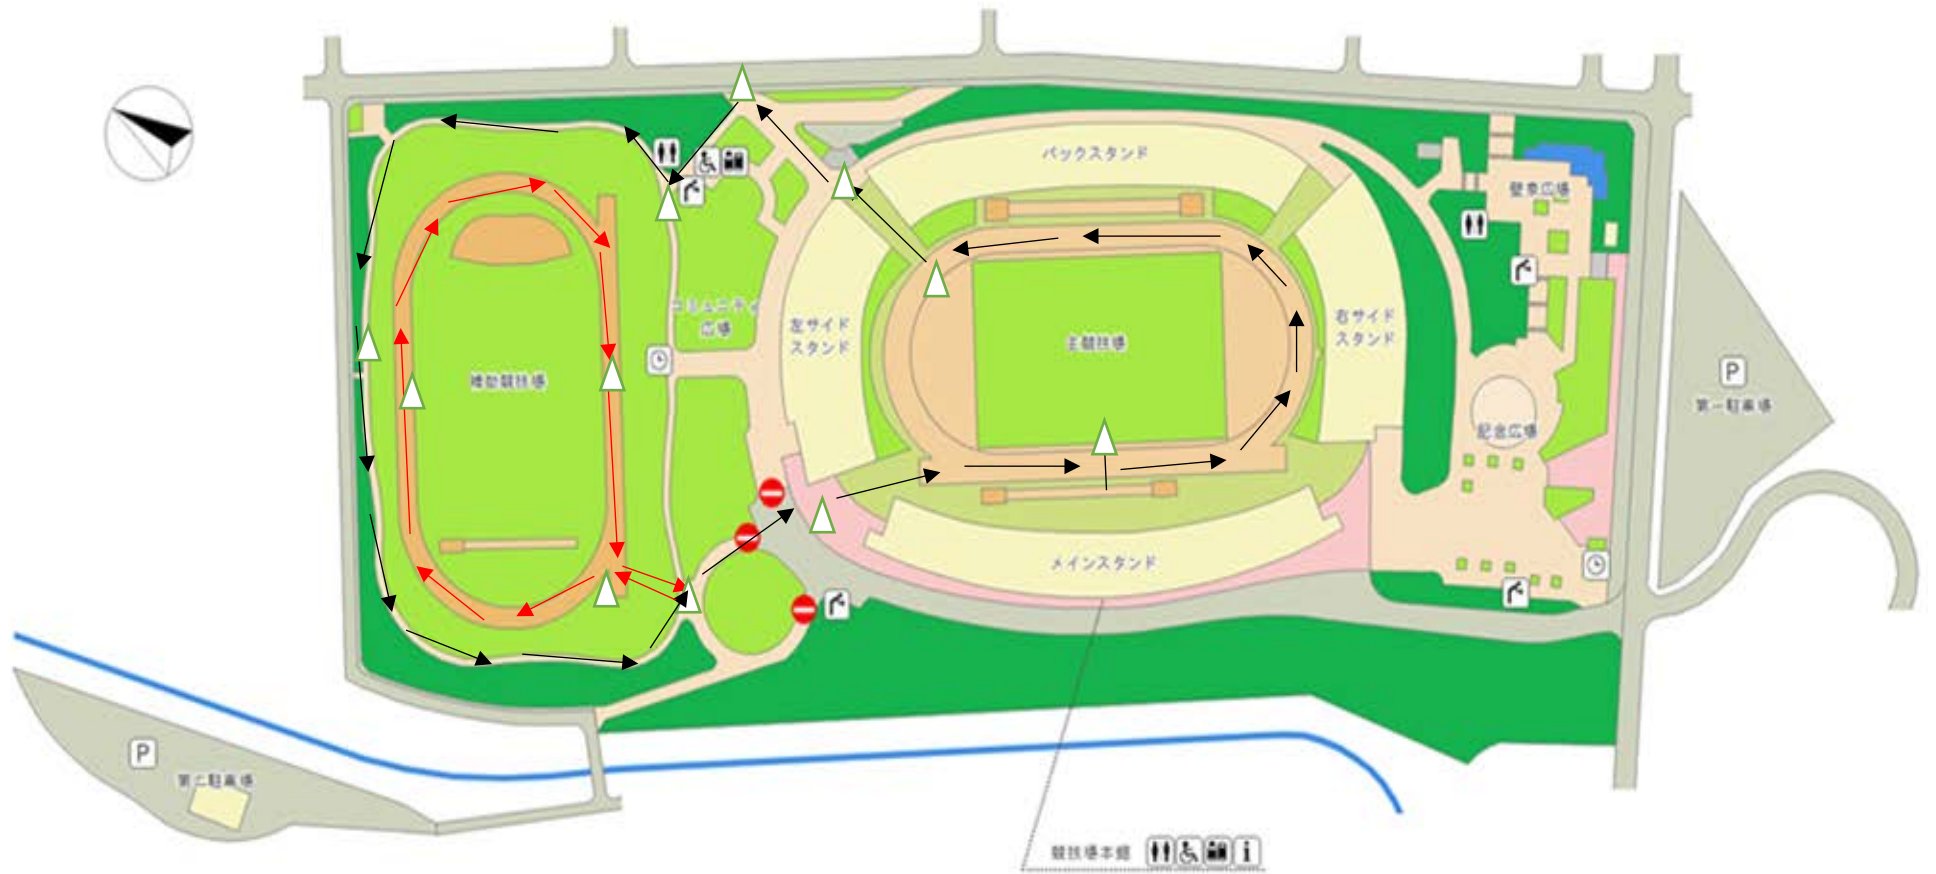 バックスタンド
壁泉広場
コミュニティ
広場
左サイド
スタンド
主競技場
右サイド
スタンド
補助競技場
P
第一駐車場
記念広場
メインスタンド
P
第二駐車場
競技場本館
i